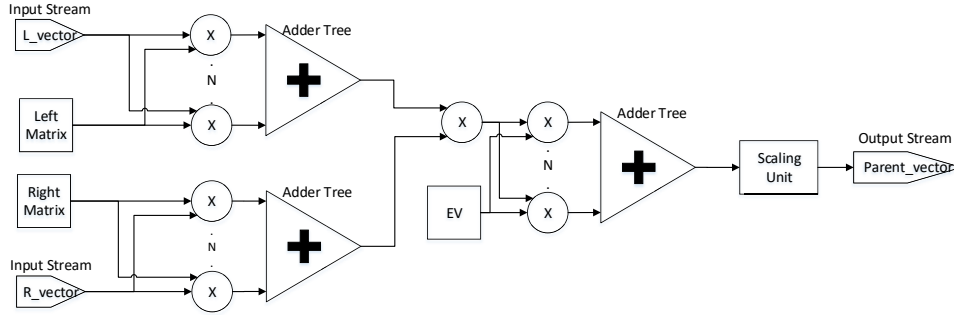 Input Stream
L_vector
X
Adder Tree
N
Left
Matrix
X
Right
Matrix
X
Adder Tree
N
Input Stream
R_vector
X
X
X
N
X
EV
Adder Tree
Scaling
Unit
Output Stream
Parent_vector